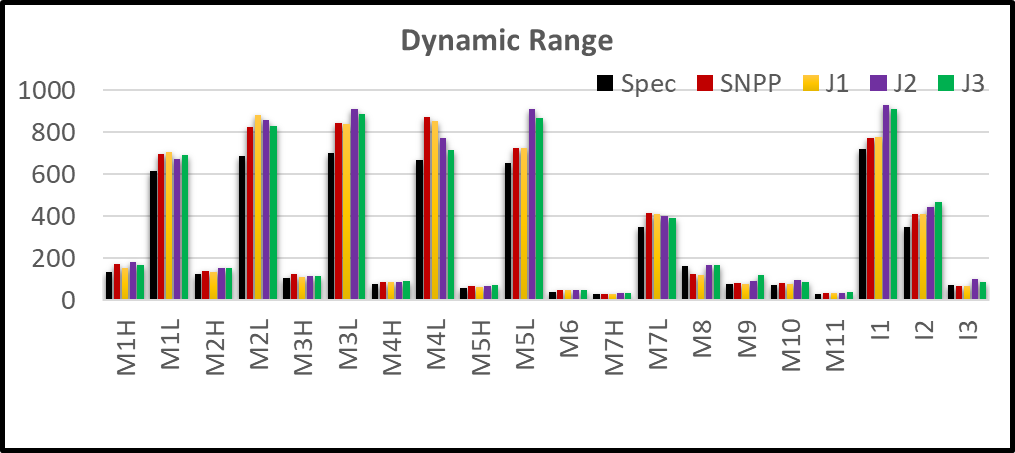 Dynamic Range
Spec SNPP J1 J2 J3
1000
800
600
400
200
0
M1H M1L M2H M2L M3H M3L M4H M4L M5H M5L M6 M7H M7L M8 M9 M10 M11 I1 I2 I3